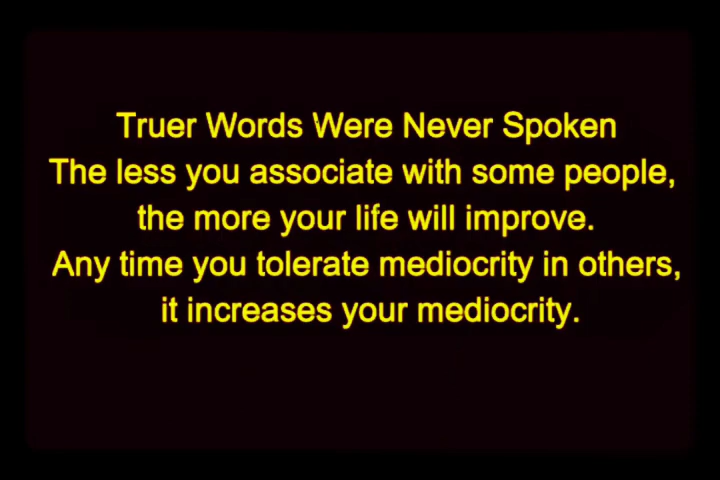 Truer Words Were Never Spoken
The less you associate with some people,
the more your life will improve.
Any time you tolerate mediocrity in others,
it increases your mediocrity.